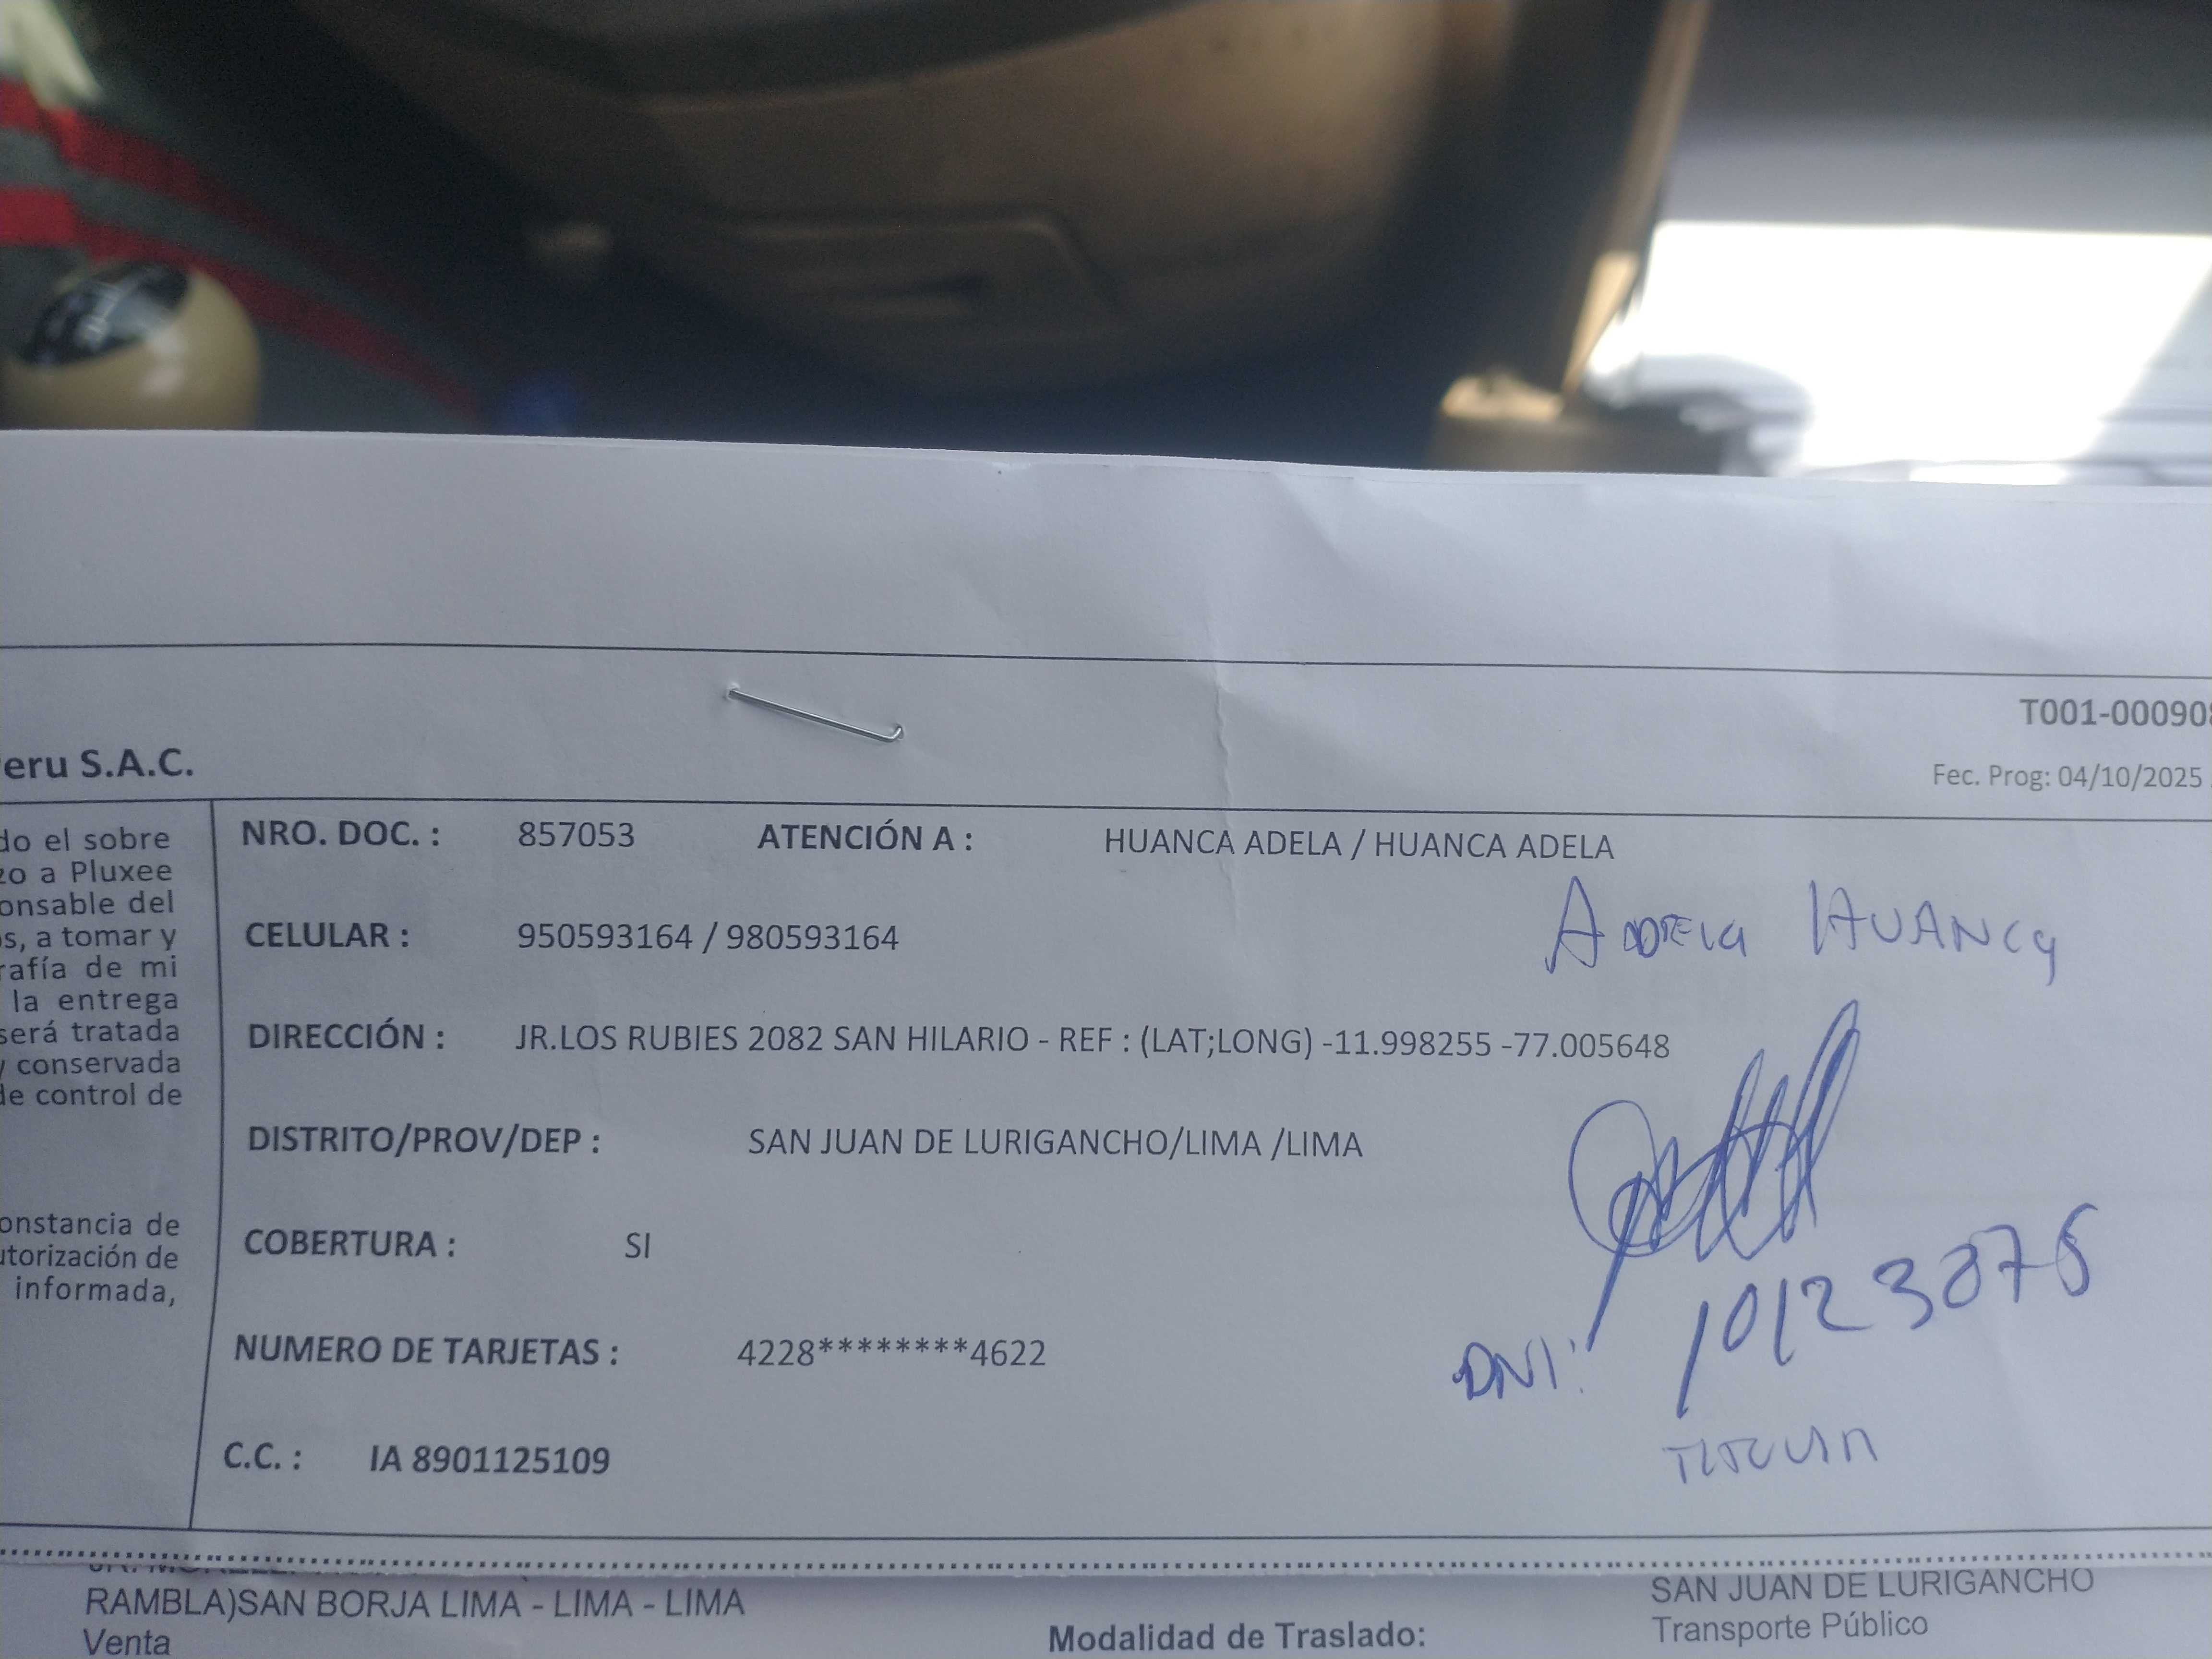 T001-00090
eru S.A.C.
Fec. Prog: 04/10/2025
do el sobre
zo a Pluxee
onsable del
os, a tomar y
rafía de mi
la entrega
será tratada
y conservada
de control de
onstancia de
utorización de
informada,
NRO. DOC. : 857053 ATENCIÓN A : HUANCA ADELA / HUANCA ADELA
CELULAR : 950593164 / 980593164
HUANCA
DIRECCIÓN : JR.LOS RUBIES 2082 SAN HILARIO - REF : (LAT;LONG) -11.998255 -77.005648
DISTRITO/PROV/DEP : SAN JUAN DE LURIGANCHO/LIMA /LIMA
COBERTURA : SI
NUMERO DE TARJETAS : 4228********4622
DNI:
C.C. : IA 8901125109
RAMBLA)SAN BORJA LIMA - LIMA - LIMA
Venta
Modalidad de Traslado:
SAN JUAN DE LURIGANCHO
Transporte Público